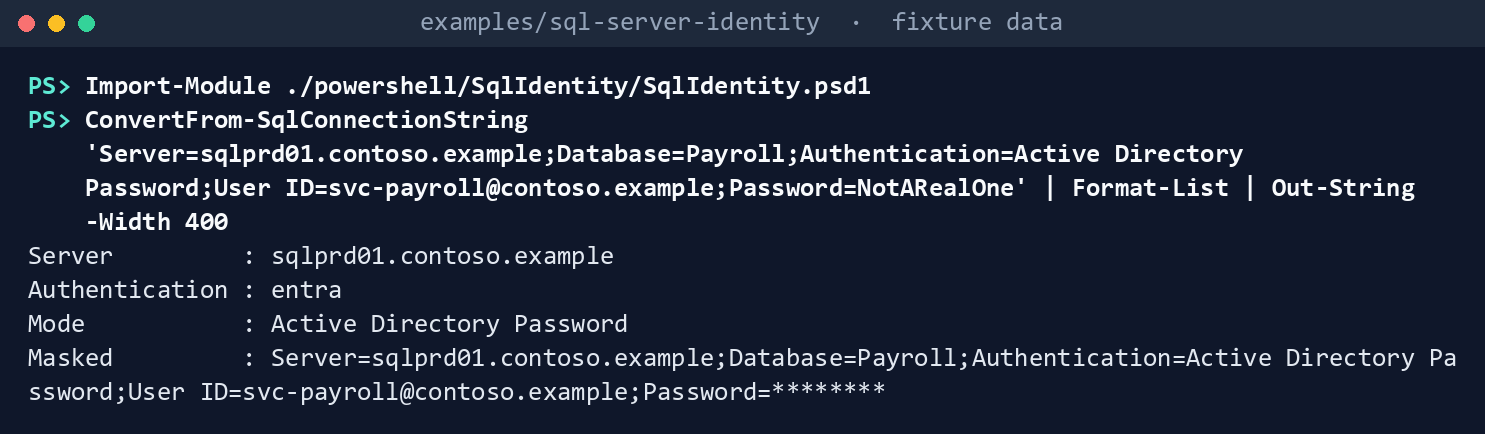 examples/sql-server-identity · fixture data
PS> Import-Module ./powershell/SqlIdentity/SqlIdentity.psd1
PS> ConvertFrom-SqlConnectionString
'Server=sqlprd01.contoso.example;Database=Payroll;Authentication=Active Directory
Password;User ID=svc-payroll@contoso.example;Password=NotARealOne' | Format-List | Out-String
-Width 400
Server         : sqlprd01.contoso.example
Authentication : entra
Mode           : Active Directory Password
Masked         : Server=sqlprd01.contoso.example;Database=Payroll;Authentication=Active Directory Pa
ssword;User ID=svc-payroll@contoso.example;Password=********